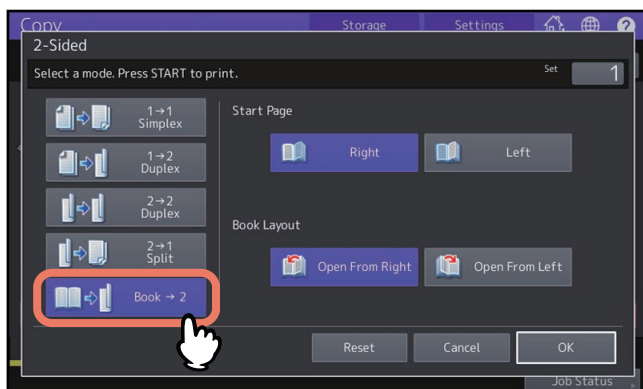 Copy
Storage
Settings
2-Sided
Select a mode. Press START to print.
Set
1
1→1
Simplex
1→2
Duplex
2→2
Duplex
2→1
Split
Book → 2
Start Page
Right
Left
Book Layout
Open From Right
Open From Left
Reset
Cancel
OK
Job Status